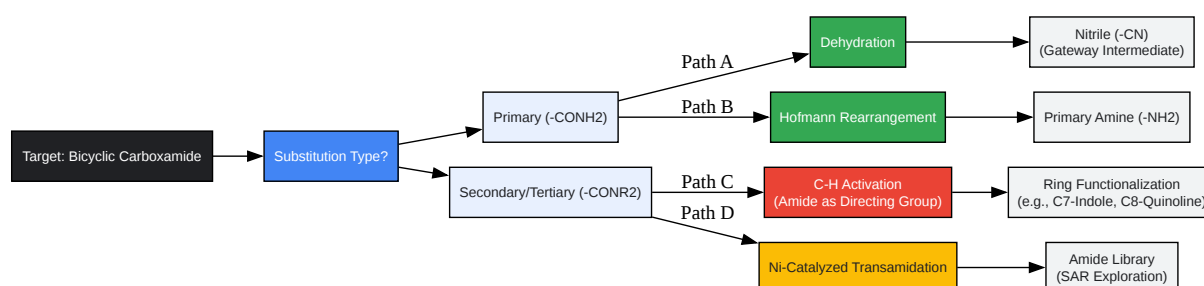 Target: Bicyclic Carboxamide
Substitution Type?
Primary (-CONH2)
Secondary/Tertiary (-CONR2)
Path A
Path B
Path C
Path D
Dehydration
Hofmann Rearrangement
C-H Activation
(Amide as Directing Group)
Ni-Catalyzed Transamidation
Nitrile (-CN)
(Gateway Intermediate)
Primary Amine (-NH2)
Ring Functionalization
(e.g., C7-Indole, C8-Quinoline)
Amide Library
(SAR Exploration)